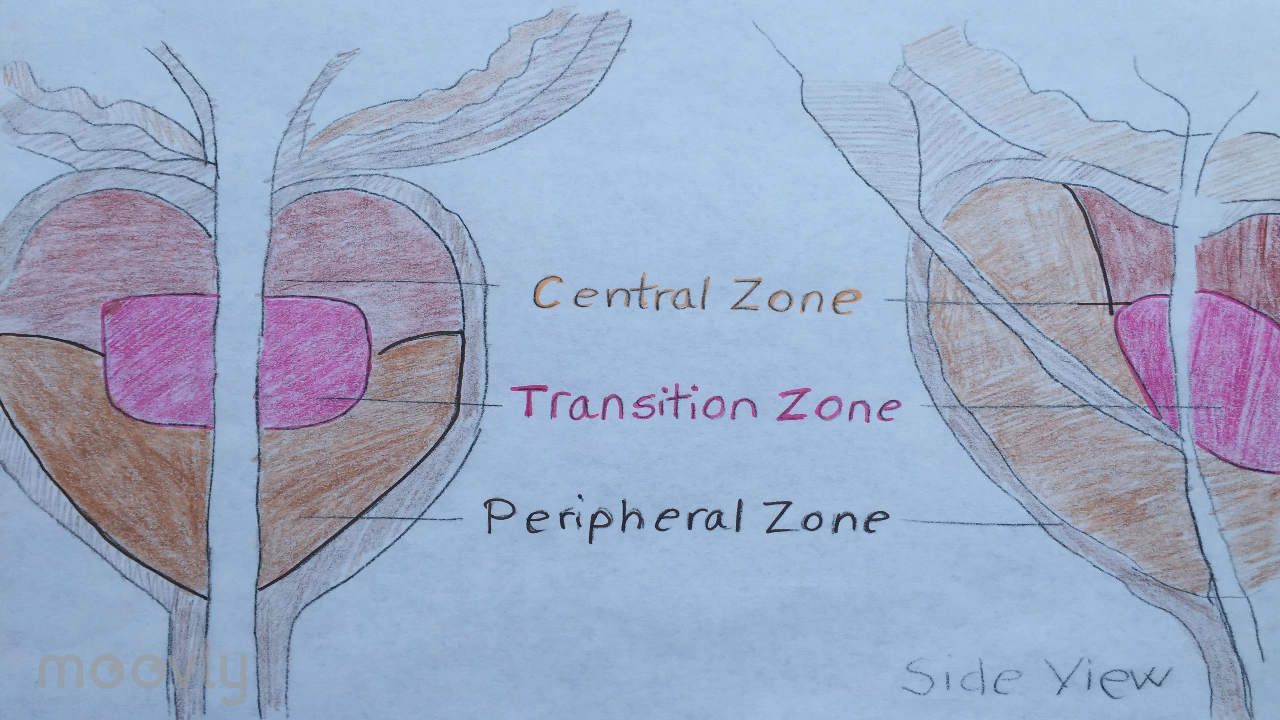 Central Zone
Transition Zone
Peripheral Zone
Side View
moovly